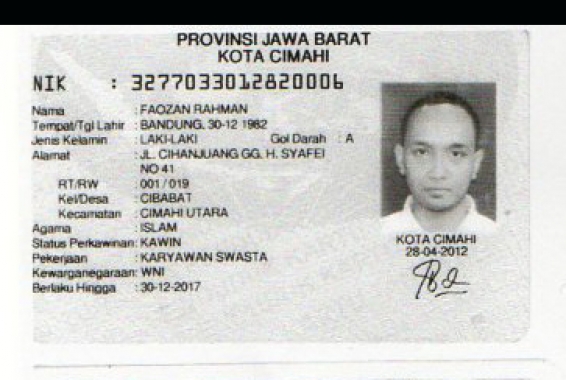 PROVINSI JAWA BARAT
KOTA CIMAHI
NIK : 3277033012820006
Nama : FAOZAN RAHMAN
Tempat/Tgl Lahir : BANDUNG, 30-12-1982
Jenis Kelamin : LAKI-LAKI Gol Darah : A
Alamat : JL. CIHANJUANG GG. H. SYAFEI
NO 41
RT/RW : 001/019
Kel/Desa : CIBABAT
Kecamatan : CIMAHI UTARA
Agama : ISLAM
Status Perkawinan: KAWIN
Pekerjaan : KARYAWAN SWASTA
Kewarganegaraan: WNI
Berlaku Hingga : 30-12-2017
KOTA CIMAHI
28-04-2012